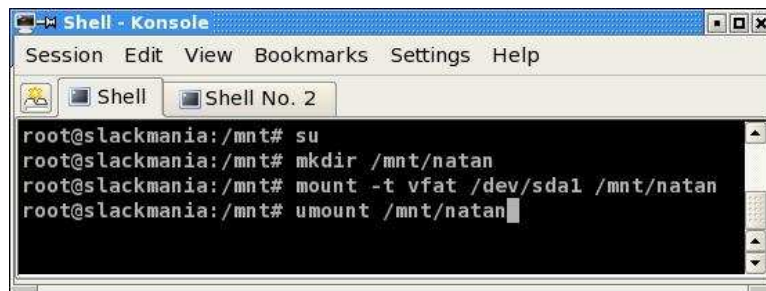 Shell - Konsole
Session Edit View Bookmarks Settings Help
Shell Shell No. 2
root@slackmania:/mnt# su
root@slackmania:/mnt# mkdir /mnt/natan
root@slackmania:/mnt# mount -t vfat /dev/sda1 /mnt/natan
root@slackmania:/mnt# umount /mnt/natan